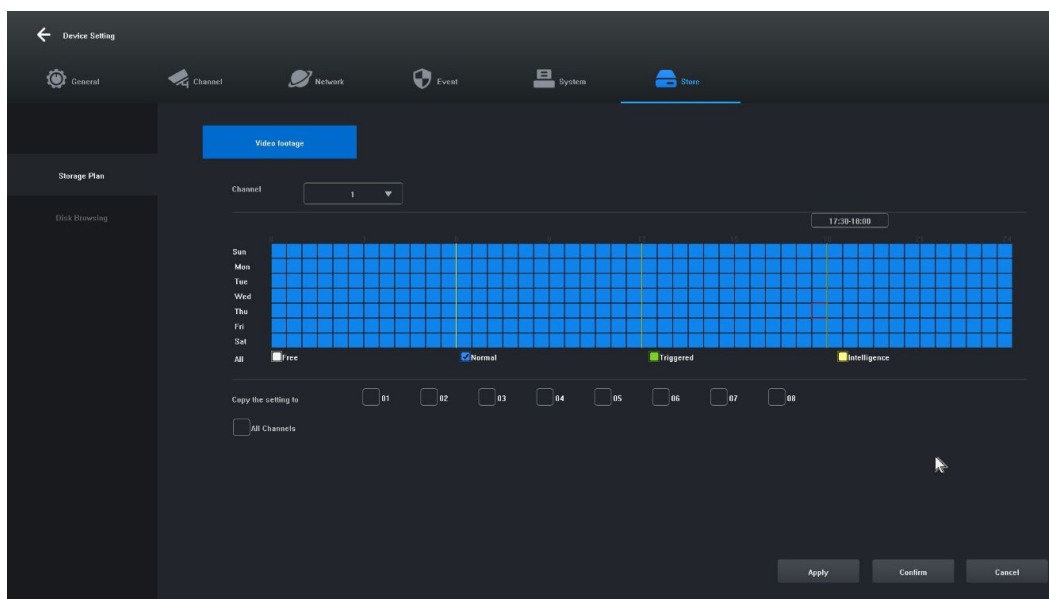 Device Setting
General Channel Network Event System Store
Video footage
Storage Plan
Disk Browsing
Channel 1
17:30-18:00
Sun
Mon
Tue
Wed
Thu
Fri
Sat
All Free Normal Triggered Intelligence
Copy the setting to 01 02 03 04 05 06 07 08
All Channels
Apply Confirm Cancel